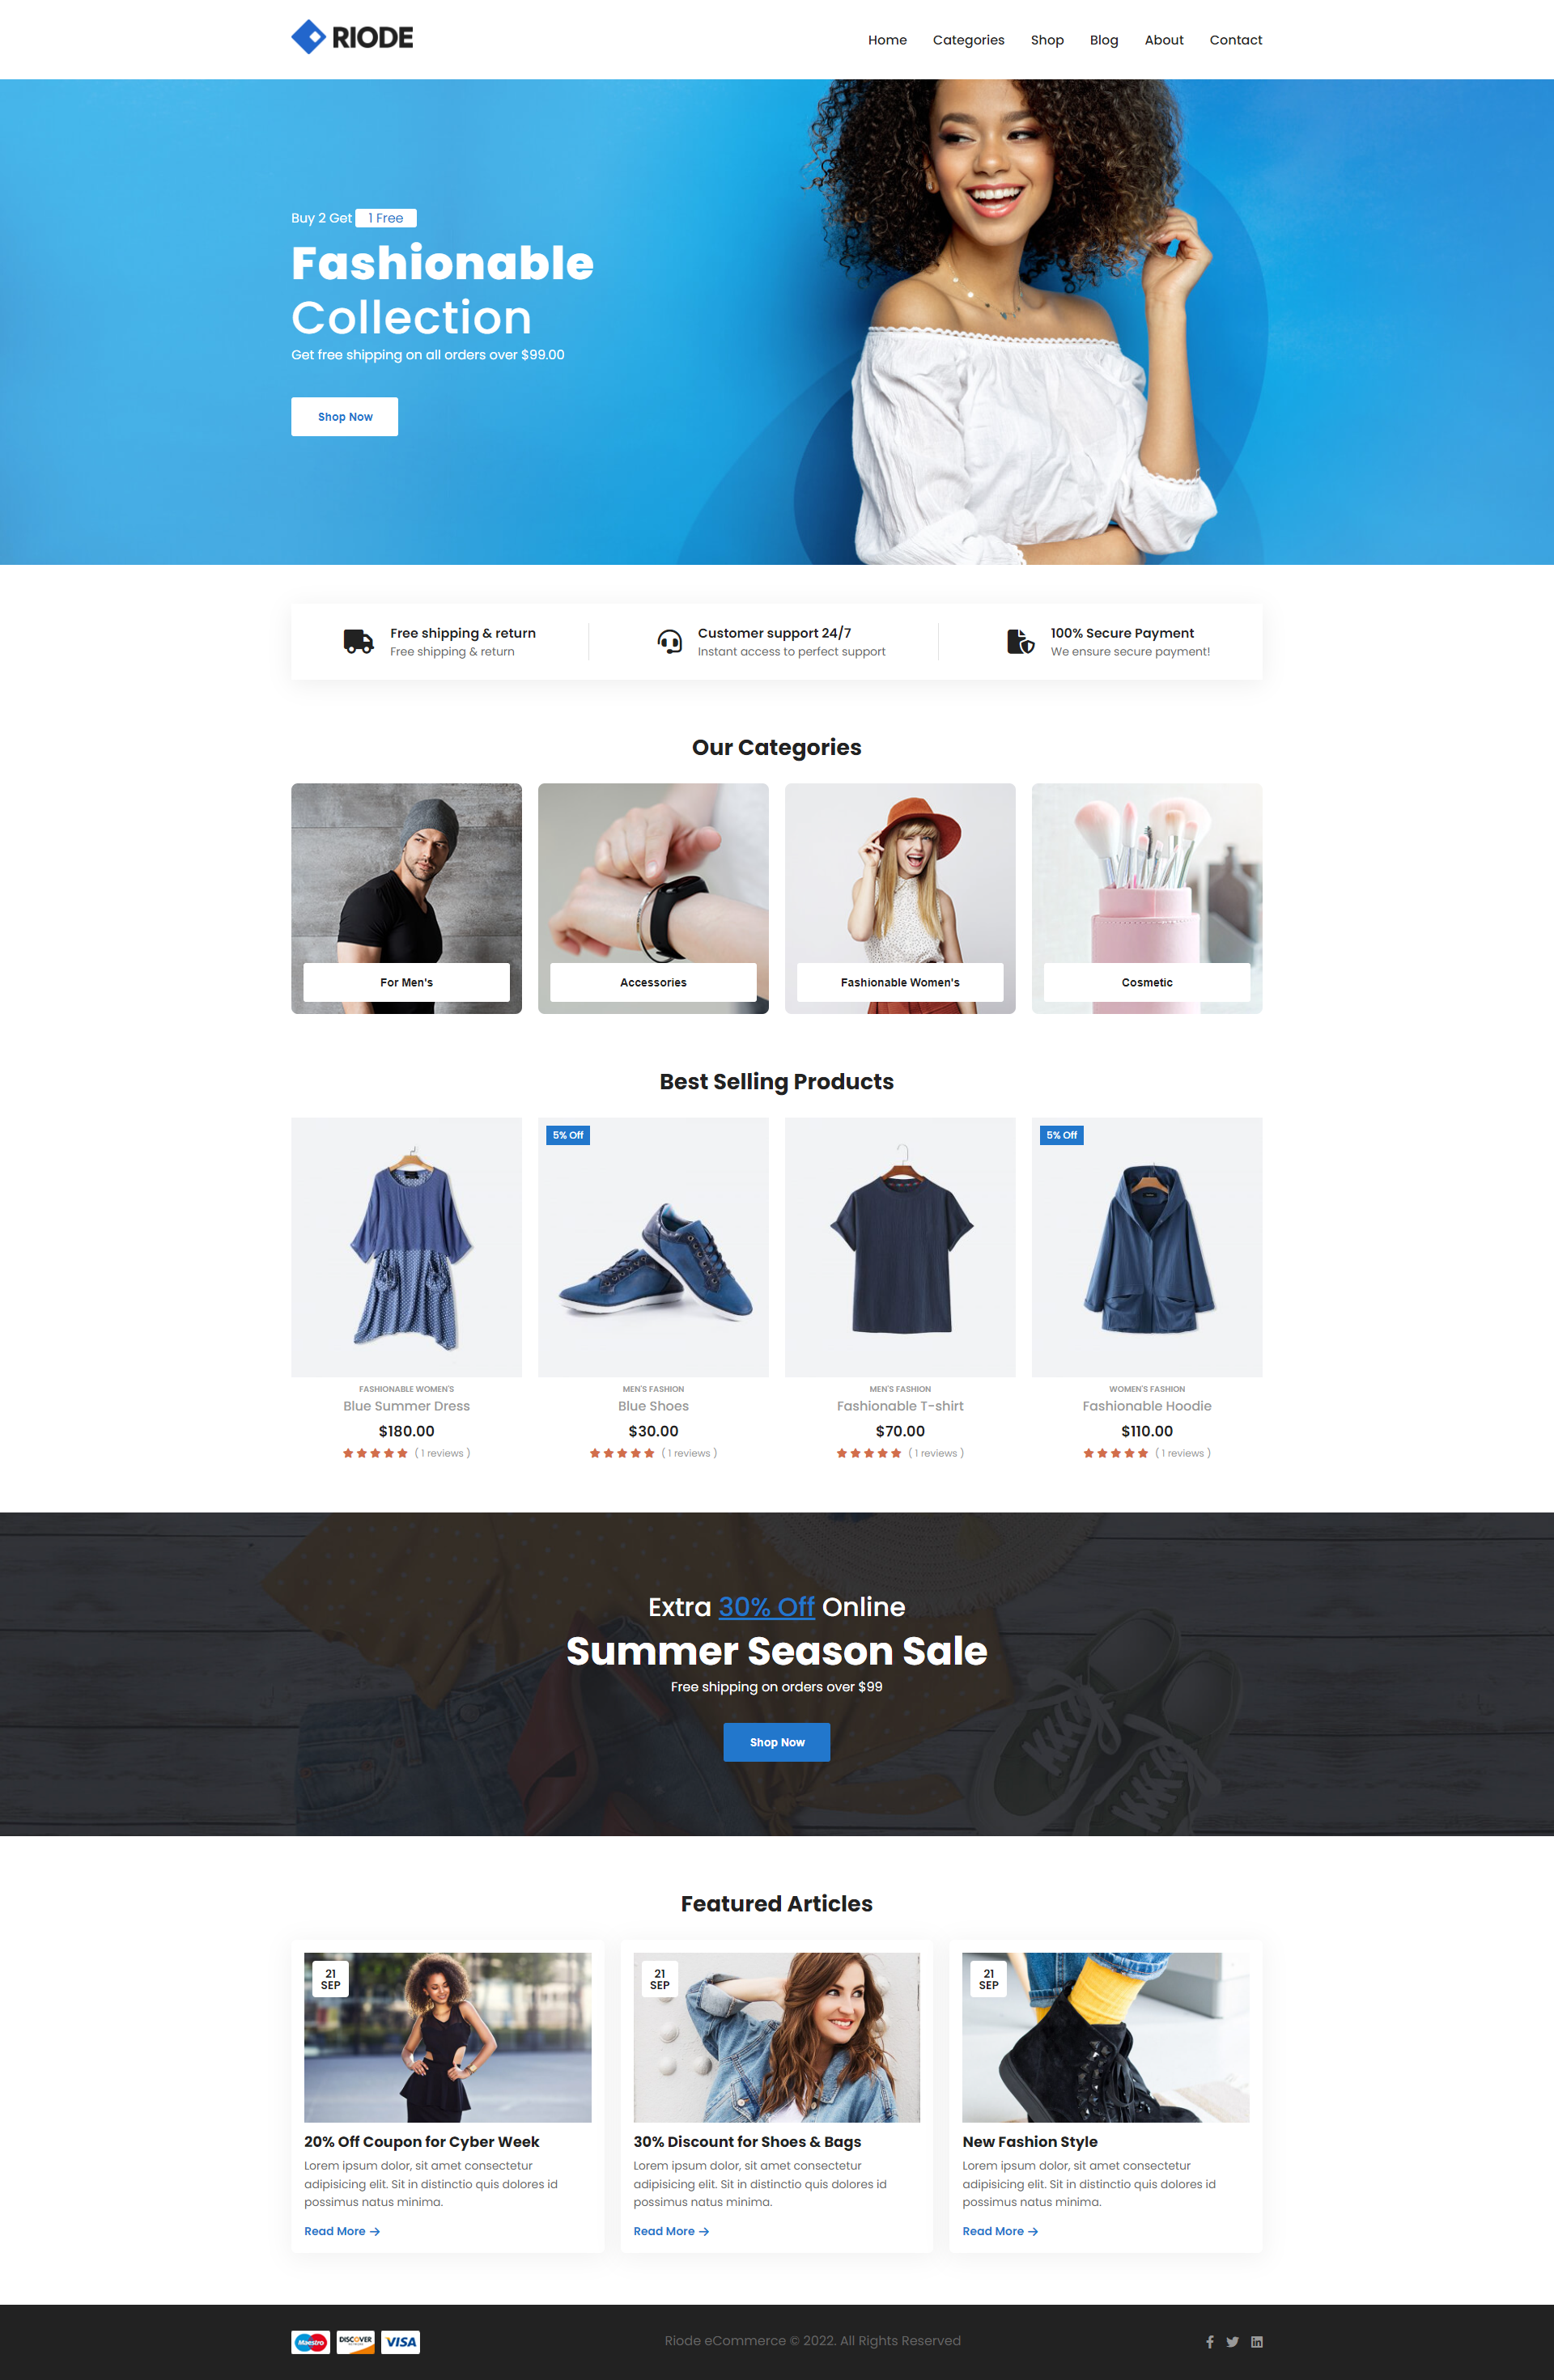 RIODE
Home Categories Shop Blog About Contact
Buy 2 Get 1 Free
Fashionable
Collection
Get free shipping on all orders over $99.00
Shop Now
Free shipping & return
Free shipping & return
Customer support 24/7
Instant access to perfect support
100% Secure Payment
We ensure secure payment!
Our Categories
For Men's
Accessories
Fashionable Women's
Cosmetic
Best Selling Products
FASHIONABLE WOMEN'S
Blue Summer Dress
$180.00
( 1 reviews )
5% Off
MEN'S FASHION
Blue Shoes
$30.00
( 1 reviews )
MEN'S FASHION
Fashionable T-shirt
$70.00
( 1 reviews )
5% Off
WOMEN'S FASHION
Fashionable Hoodie
$110.00
( 1 reviews )
Extra 30% Off Online
Summer Season Sale
Free shipping on orders over $99
Shop Now
Featured Articles
21
SEP
20% Off Coupon for Cyber Week
Lorem ipsum dolor, sit amet consectetur
adipisicing elit. Sit in distinctio quis dolores id
possimus natus minima.
Read More
21
SEP
30% Discount for Shoes & Bags
Lorem ipsum dolor, sit amet consectetur
adipisicing elit. Sit in distinctio quis dolores id
possimus natus minima.
Read More
21
SEP
New Fashion Style
Lorem ipsum dolor, sit amet consectetur
adipisicing elit. Sit in distinctio quis dolores id
possimus natus minima.
Read More
Maestro DISCOVER VISA
Riode eCommerce © 2022. All Rights Reserved